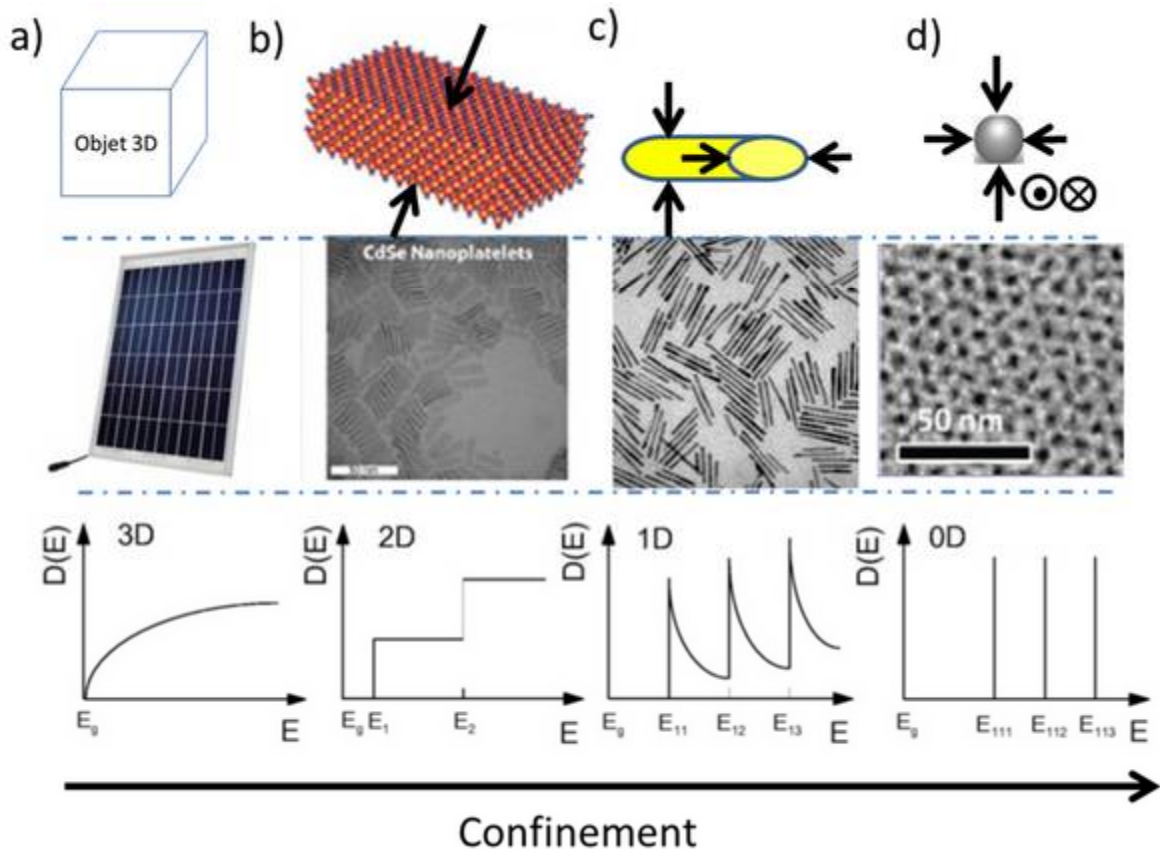 a)
b)
c)
d)
Objet 3D
CdSe Nanoplatelets
50 nm
3D
D(E)
E_g
E
2D
D(E)
E_g E_1 E_2
E
1D
D(E)
E_g E_11 E_12 E_13
E
0D
D(E)
E_g E_111 E_112 E_113
E
Confinement